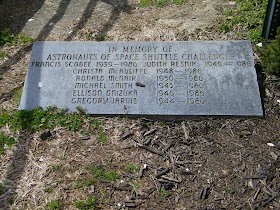 IN MEMORY OF
ASTRONAUTS OF SPACE SHUTTLE CHALLENGER
FRANCIS SCOBEE 1939-1986 JUDITH RESNIK 1949-1986
CHRISTA McAULIFFE 1948-1986
RONALD McNAIR 1950-1986
MICHAEL SMITH 1945-1986
ELLISON ONIZUKA 1946-1986
GREGORY JARVIS 1944-1986